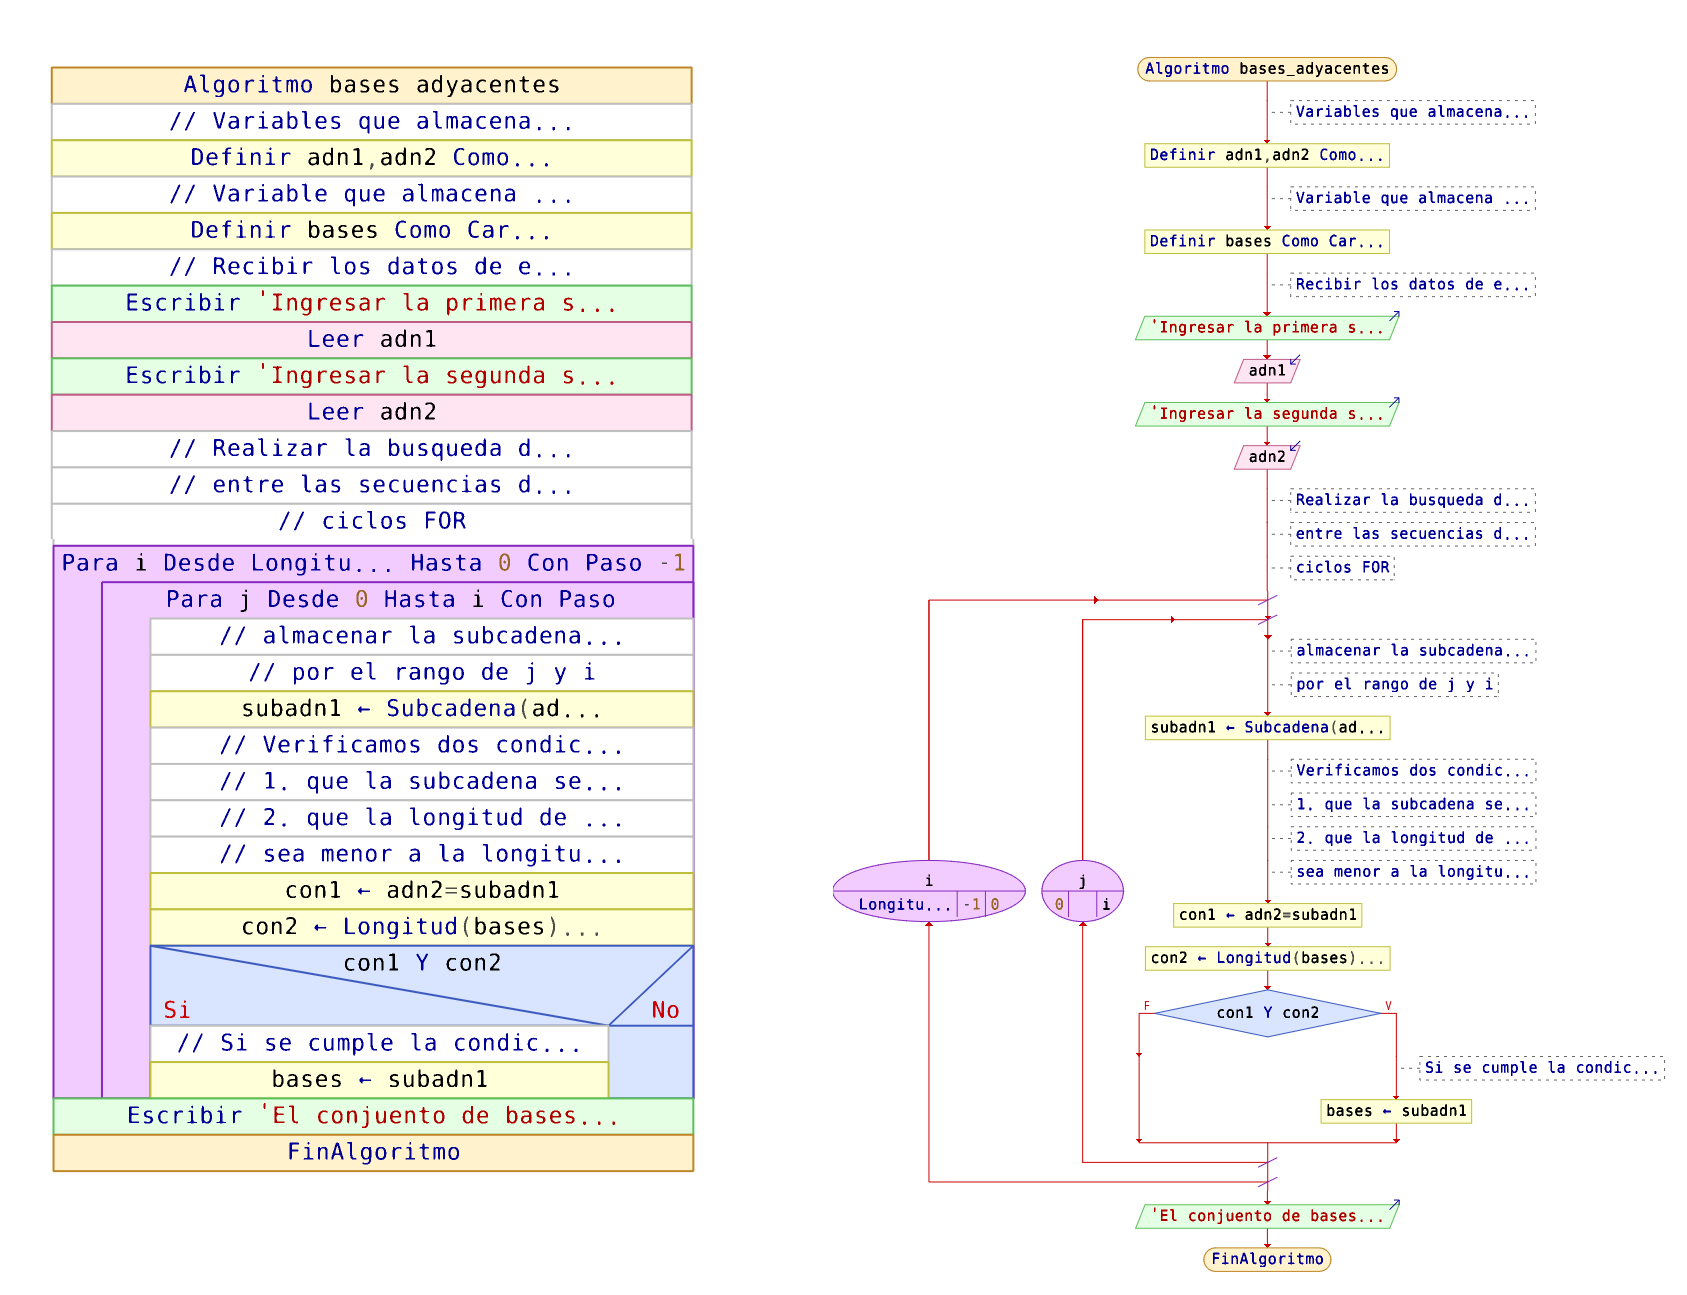 Algoritmo bases adyacentes
// Variables que almacena...
Definir adn1,adn2 Como...
// Variable que almacena ...
Definir bases Como Car...
// Recibir los datos de e...
Escribir 'Ingresar la primera s...
Leer adn1
Escribir 'Ingresar la segunda s...
Leer adn2
// Realizar la busqueda d...
// entre las secuencias d...
// ciclos FOR
Para i Desde Longitu... Hasta 0 Con Paso -1
Para j Desde 0 Hasta i Con Paso
// almacenar la subcadena...
// por el rango de j y i
subadn1 ← Subcadena(ad...
// Verificamos dos condic...
// 1. que la subcadena se...
// 2. que la longitud de ...
// sea menor a la longitu...
con1 ← adn2=subadn1
con2 ← Longitud(bases)...
con1 Y con2
Si No
// Si se cumple la condic...
bases ← subadn1
Escribir 'El conjuento de bases...
FinAlgoritmo
Algoritmo bases_adyacentes
Variables que almacena...
Definir adn1,adn2 Como...
Variable que almacena ...
Definir bases Como Car...
Recibir los datos de e...
'Ingresar la primera s...
adn1
'Ingresar la segunda s...
adn2
Realizar la busqueda d...
entre las secuencias d...
ciclos FOR
almacenar la subcadena...
por el rango de j y i
subadn1 ← Subcadena(ad...
Verificamos dos condic...
1. que la subcadena se...
2. que la longitud de ...
sea menor a la longitu...
i
Longitu... -1 0
j
0 i
con1 ← adn2=subadn1
con2 ← Longitud(bases)...
F con1 Y con2 V
Si se cumple la condic...
bases ← subadn1
'El conjuento de bases...
FinAlgoritmo